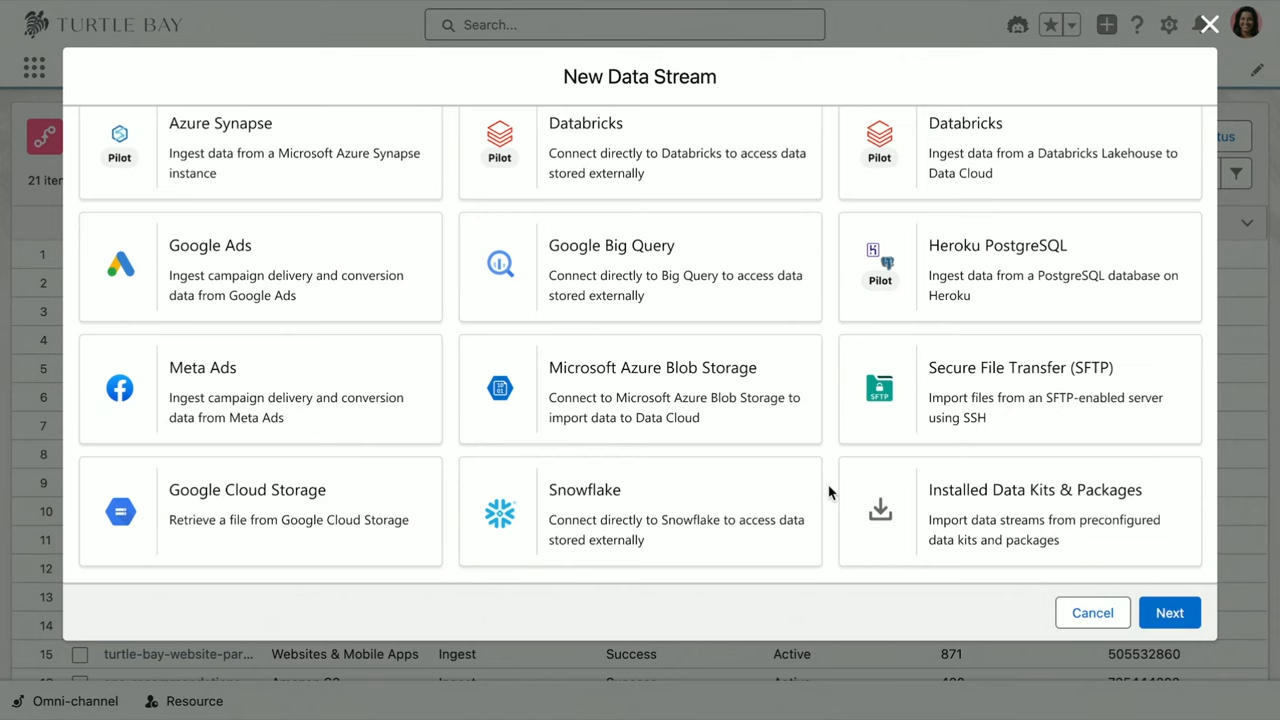 TURTLE BAY
Search...
New Data Stream
Azure Synapse
Pilot
Ingest data from a Microsoft Azure Synapse
instance
Databricks
Pilot
Connect directly to Databricks to access data
stored externally
Databricks
Pilot
Ingest data from a Databricks Lakehouse to
Data Cloud
Google Ads
Ingest campaign delivery and conversion
data from Google Ads
Google Big Query
Connect directly to Big Query to access data
stored externally
Heroku PostgreSQL
Pilot
Ingest data from a PostgreSQL database on
Heroku
Meta Ads
Ingest campaign delivery and conversion
data from Meta Ads
Microsoft Azure Blob Storage
Connect to Microsoft Azure Blob Storage to
import data to Data Cloud
SFTP
Secure File Transfer (SFTP)
Import files from an SFTP-enabled server
using SSH
Google Cloud Storage
Retrieve a file from Google Cloud Storage
Snowflake
Connect directly to Snowflake to access data
stored externally
Installed Data Kits & Packages
Import data streams from preconfigured
data kits and packages
Cancel
Next
21 item
tus
1
2
3
4
5
6
7
8
9
10
11
12
13
14
15 turtle-bay-website-par... Websites & Mobile Apps Ingest Success Active 871 505532860
Omni-channel
Resource